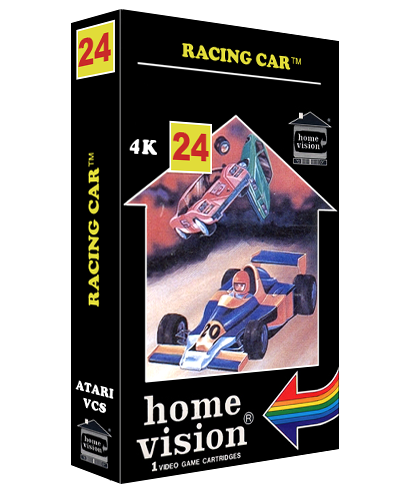 24
RACING CAR™
ATARI
VCS
home
vision
RACING CAR™
4K
24
home
vision
20
home
vision®
1 VIDEO GAME CARTRIDGES